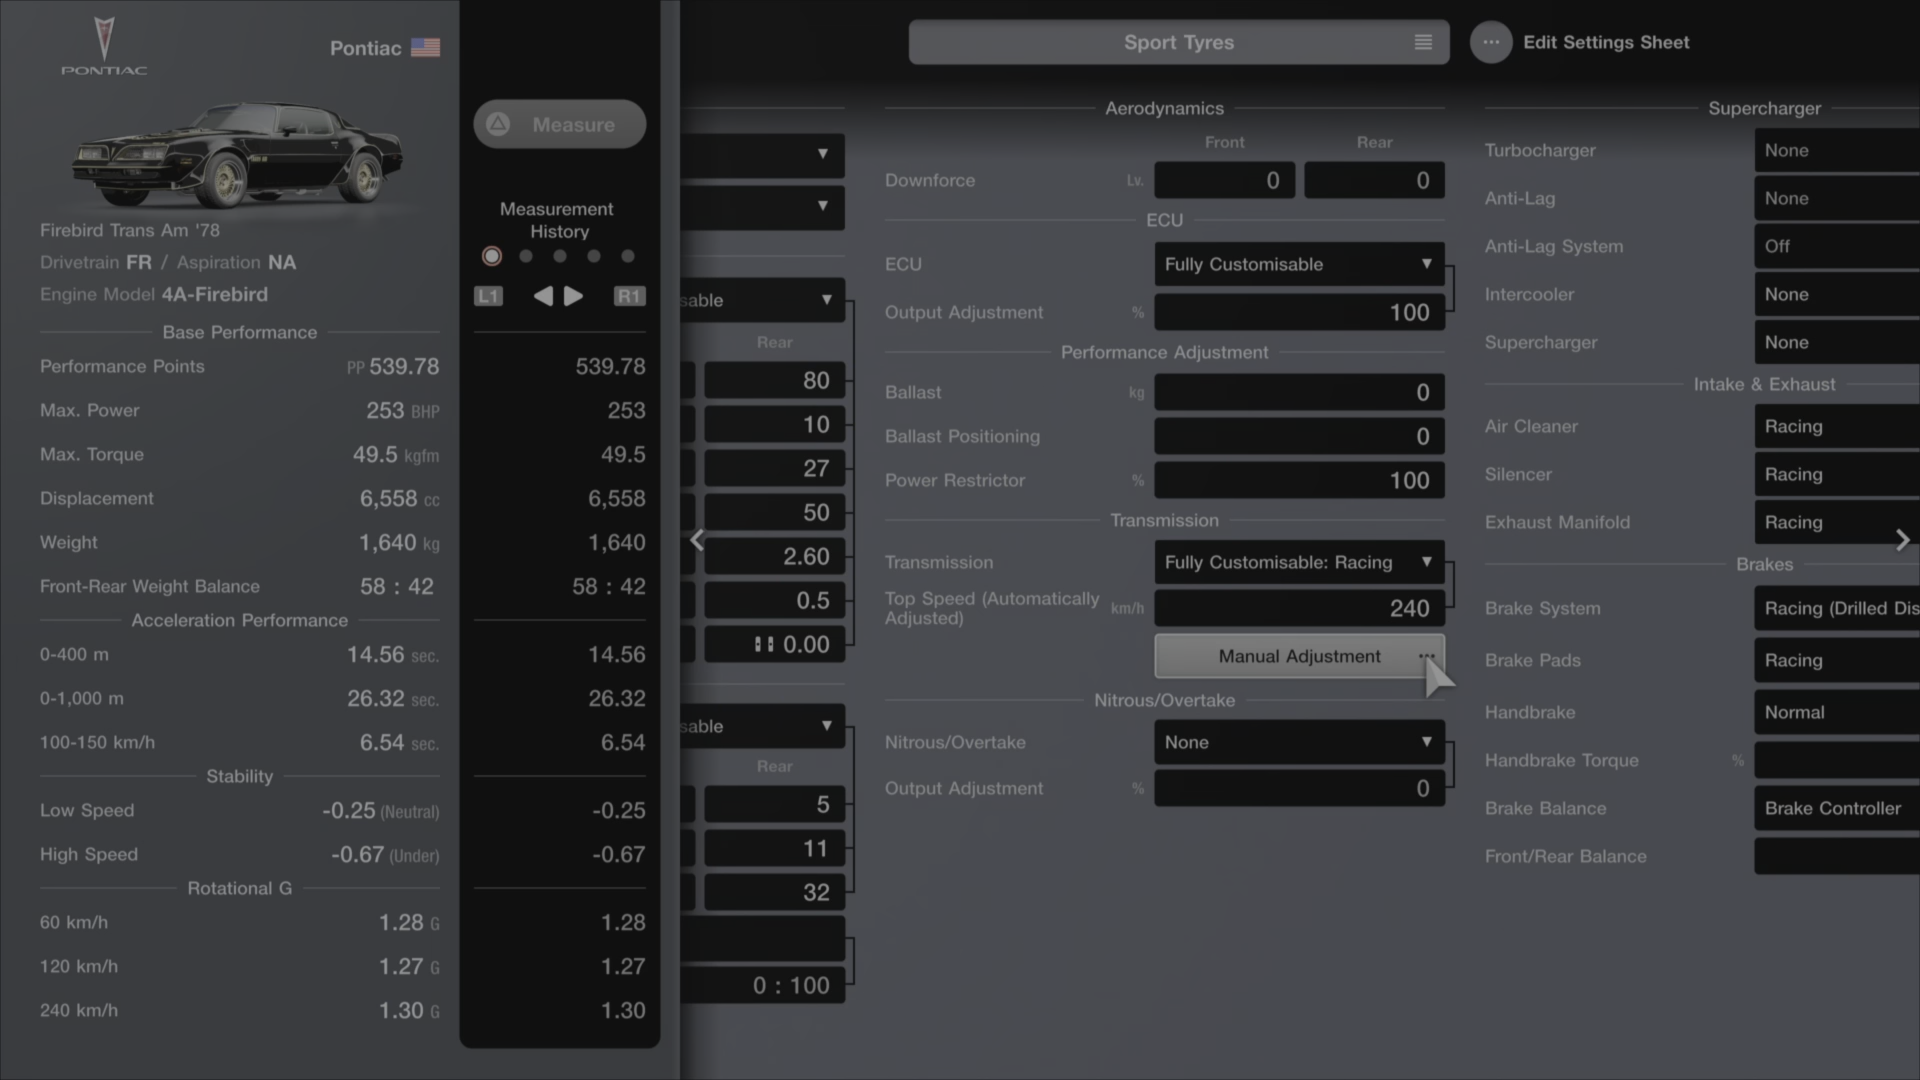 PONTIAC
Pontiac
Firebird Trans Am '78
Drivetrain FR / Aspiration NA
Engine Model 4A-Firebird
Base Performance
Performance Points PP 539.78
Max. Power 253 BHP
Max. Torque 49.5 kgfm
Displacement 6,558 cc
Weight 1,640 kg
Front-Rear Weight Balance 58 : 42
Acceleration Performance
0-400 m 14.56 sec.
0-1,000 m 26.32 sec.
100-150 km/h 6.54 sec.
Stability
Low Speed -0.25 (Neutral)
High Speed -0.67 (Under)
Rotational G
60 km/h 1.28 G
120 km/h 1.27 G
240 km/h 1.30 G
Measure
Measurement
History
L1 R1
539.78
253
49.5
6,558
1,640
58 : 42
14.56
26.32
6.54
-0.25
-0.67
1.28
1.27
1.30
sable
Rear
80
10
27
50
2.60
0.5
0.00
sable
Rear
5
11
32
0 : 100
Sport Tyres
Edit Settings Sheet
Aerodynamics
Front Rear
Downforce Lv. 0 0
ECU
ECU Fully Customisable
Output Adjustment % 100
Performance Adjustment
Ballast kg 0
Ballast Positioning 0
Power Restrictor % 100
Transmission
Transmission Fully Customisable: Racing
Top Speed (Automatically
Adjusted) km/h 240
Manual Adjustment
Nitrous/Overtake
Nitrous/Overtake None
Output Adjustment % 0
Supercharger
Turbocharger None
Anti-Lag None
Anti-Lag System Off
Intercooler None
Supercharger None
Intake & Exhaust
Air Cleaner Racing
Silencer Racing
Exhaust Manifold Racing
Brakes
Brake System Racing (Drilled Dis
Brake Pads Racing
Handbrake Normal
Handbrake Torque %
Brake Balance Brake Controller
Front/Rear Balance